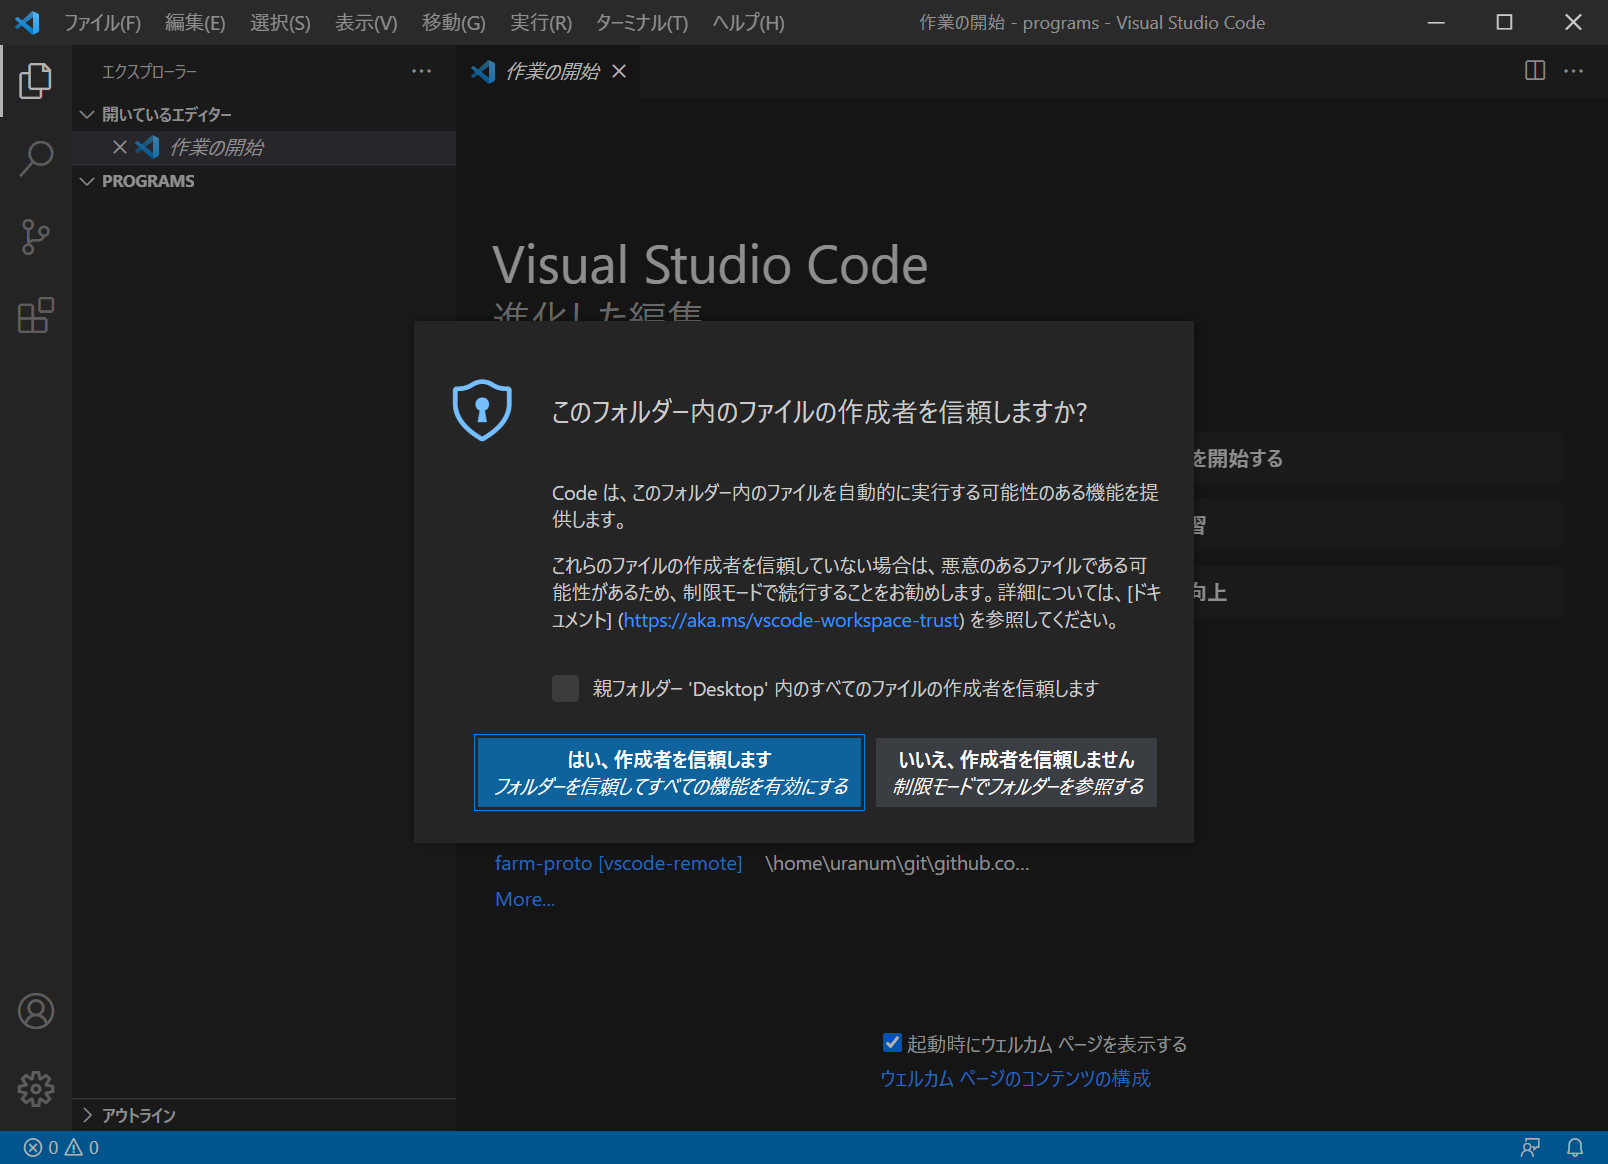 ファイル(F) 編集(E) 選択(S) 表示(V) 移動(G) 実行(R) ターミナル(T) ヘルプ(H) 作業の開始 - programs - Visual Studio Code
エクスプローラー
作業の開始
開いているエディター
作業の開始
PROGRAMS
Visual Studio Code
進化した編集
このフォルダー内のファイルの作成者を信頼しますか?
を開始する
Code は、このフォルダー内のファイルを自動的に実行する可能性のある機能を提
供します。
習
これらのファイルの作成者を信頼していない場合は、悪意のあるファイルである可
能性があるため、制限モードで続行することをお勧めします。詳細については、[ドキ
ュメント] (https://aka.ms/vscode-workspace-trust) を参照してください。
向上
親フォルダー 'Desktop' 内のすべてのファイルの作成者を信頼します
はい、作成者を信頼します
フォルダーを信頼してすべての機能を有効にする
いいえ、作成者を信頼しません
制限モードでフォルダーを参照する
farm-proto [vscode-remote] \home\uranum\git\github.co...
More...
起動時にウェルカム ページを表示する
ウェルカム ページのコンテンツの構成
アウトライン
0 0